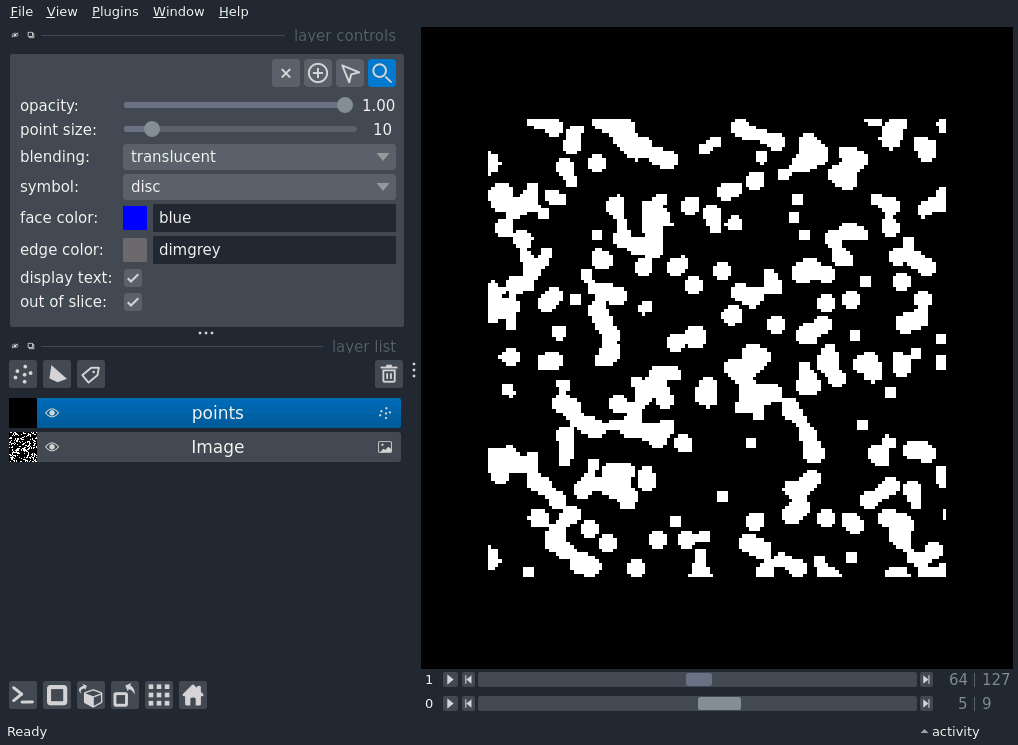 File View Plugins Window Help
layer controls
opacity: 1.00
point size: 10
blending: translucent
symbol: disc
face color: blue
edge color: dimgrey
display text:
out of slice:
layer list
points
Image
1 64 | 127
0 5 | 9
Ready activity